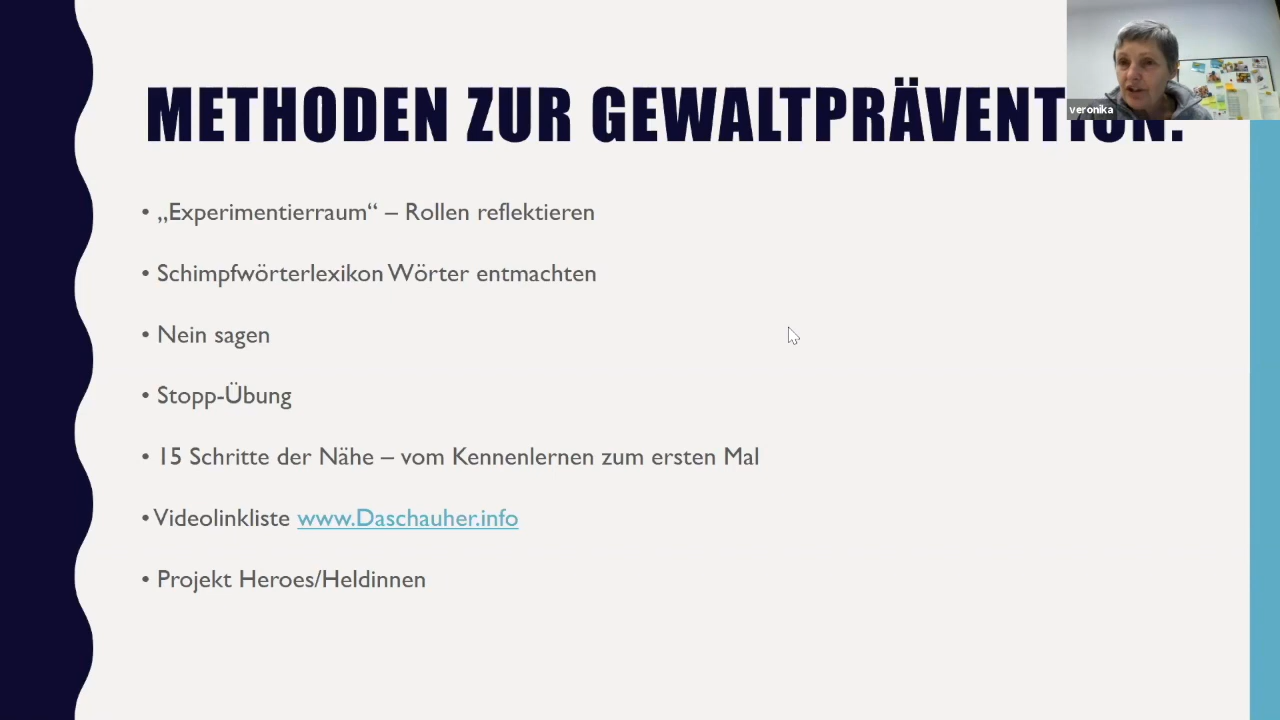 METHODEN ZUR GEWALTPRÄVENTION:
veronika
• „Experimentierraum“ – Rollen reflektieren
• Schimpfwörterlexikon Wörter entmachten
• Nein sagen
• Stopp-Übung
• 15 Schritte der Nähe – vom Kennenlernen zum ersten Mal
• Videolinkliste www.Daschauher.info
• Projekt Heroes/Heldinnen